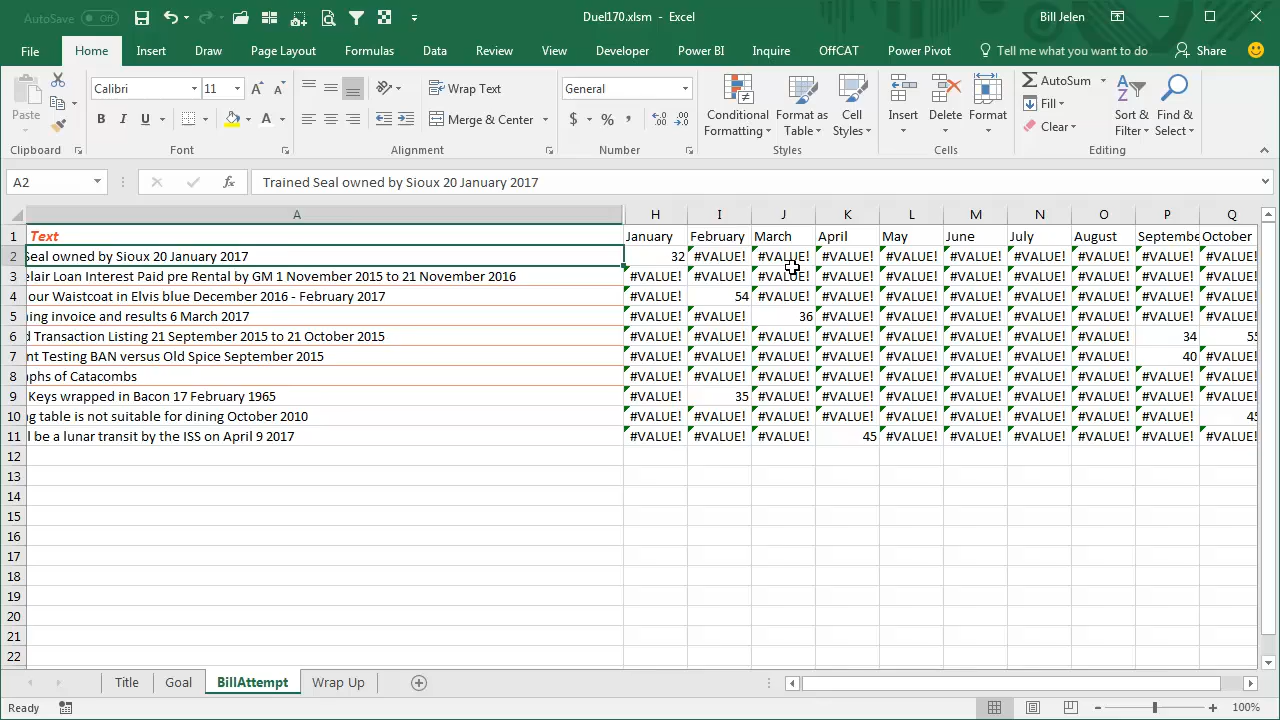 AutoSave Off Duel170.xlsm - Excel Bill Jelen
File Home Insert Draw Page Layout Formulas Data Review View Developer Power BI Inquire OffCAT Power Pivot Tell me what you want to do Share
Paste Calibri 11 A A Wrap Text General Conditional Formatting Format as Table Cell Styles Insert Delete Format AutoSum Sort & Filter Find & Select
B I U A Merge & Center $ % , Fill
Clear
Clipboard Font Alignment Number Styles Cells Editing
A2 fx Trained Seal owned by Sioux 20 January 2017
A H I J K L M N O P Q
1 Text January February March April May June July August Septembe October
2 Seal owned by Sioux 20 January 2017 32 #VALUE! #VALUE! #VALUE! #VALUE! #VALUE! #VALUE! #VALUE! #VALUE! #VALUE!
3 elair Loan Interest Paid pre Rental by GM 1 November 2015 to 21 November 2016 #VALUE! #VALUE! #VALUE! #VALUE! #VALUE! #VALUE! #VALUE! #VALUE! #VALUE! #VALUE!
4 our Waistcoat in Elvis blue December 2016 - February 2017 #VALUE! 54 #VALUE! #VALUE! #VALUE! #VALUE! #VALUE! #VALUE! #VALUE! #VALUE!
5 ing invoice and results 6 March 2017 #VALUE! #VALUE! 36 #VALUE! #VALUE! #VALUE! #VALUE! #VALUE! #VALUE! #VALUE!
6 d Transaction Listing 21 September 2015 to 21 October 2015 #VALUE! #VALUE! #VALUE! #VALUE! #VALUE! #VALUE! #VALUE! #VALUE! 34 55
7 nt Testing BAN versus Old Spice September 2015 #VALUE! #VALUE! #VALUE! #VALUE! #VALUE! #VALUE! #VALUE! #VALUE! 40 #VALUE!
8 phs of Catacombs #VALUE! #VALUE! #VALUE! #VALUE! #VALUE! #VALUE! #VALUE! #VALUE! #VALUE! #VALUE!
9 Keys wrapped in Bacon 17 February 1965 #VALUE! 35 #VALUE! #VALUE! #VALUE! #VALUE! #VALUE! #VALUE! #VALUE! #VALUE!
10 g table is not suitable for dining October 2010 #VALUE! #VALUE! #VALUE! #VALUE! #VALUE! #VALUE! #VALUE! #VALUE! #VALUE! 45
11 l be a lunar transit by the ISS on April 9 2017 #VALUE! #VALUE! #VALUE! 45 #VALUE! #VALUE! #VALUE! #VALUE! #VALUE! #VALUE!
12
13
14
15
16
17
18
19
20
21
22
Title Goal BillAttempt Wrap Up
Ready 100%